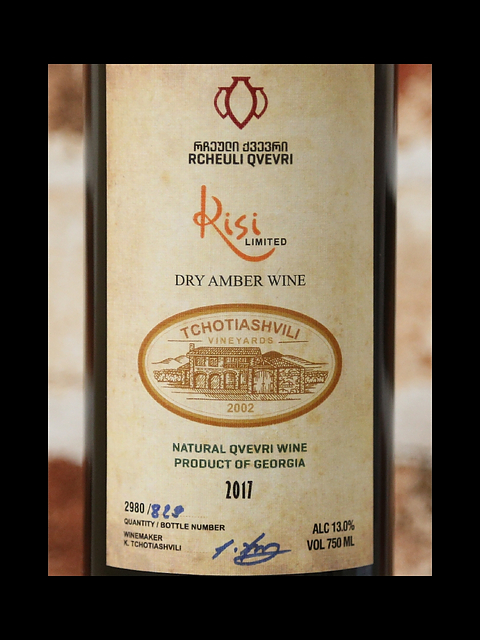 რჩეული ქვევრი
RCHEULI QVEVRI
Kisi
LIMITED
DRY AMBER WINE
TCHOTIASHVILI
VINEYARDS
2002
NATURAL QVEVRI WINE
PRODUCT OF GEORGIA
2017
2980 / 828
QUANTITY / BOTTLE NUMBER
WINEMAKER
K. TCHOTIASHVILI
ALC 13.0%
VOL 750 ML